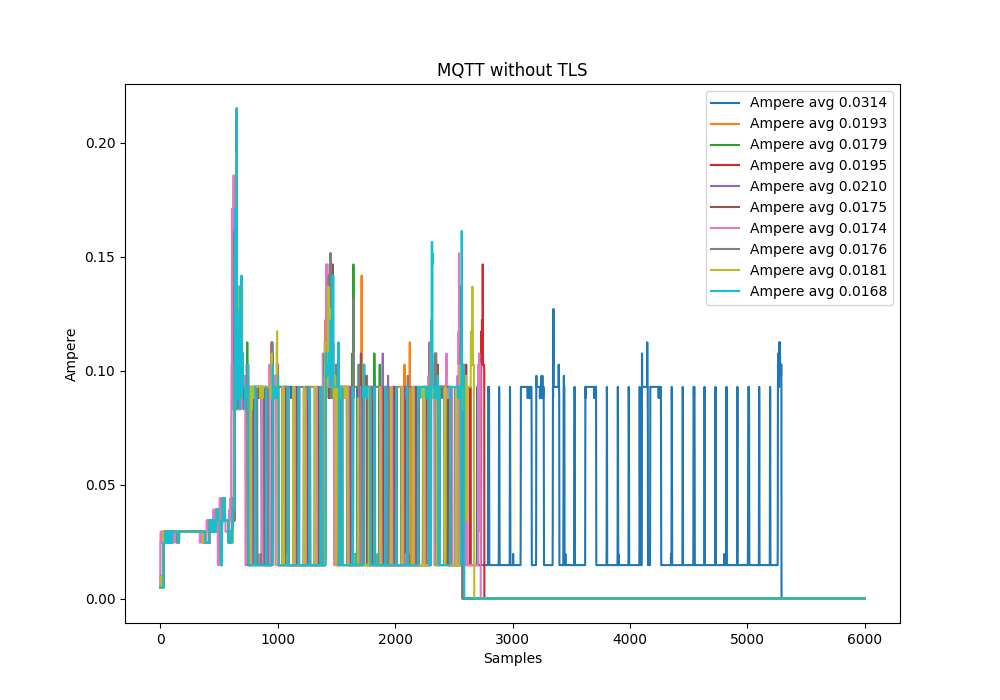 MQTT without TLS
Ampere avg 0.0314
Ampere avg 0.0193
Ampere avg 0.0179
Ampere avg 0.0195
Ampere avg 0.0210
Ampere avg 0.0175
Ampere avg 0.0174
Ampere avg 0.0176
Ampere avg 0.0181
Ampere avg 0.0168
0.20
0.15
0.10
0.05
0.00
Ampere
0 1000 2000 3000 4000 5000 6000
Samples